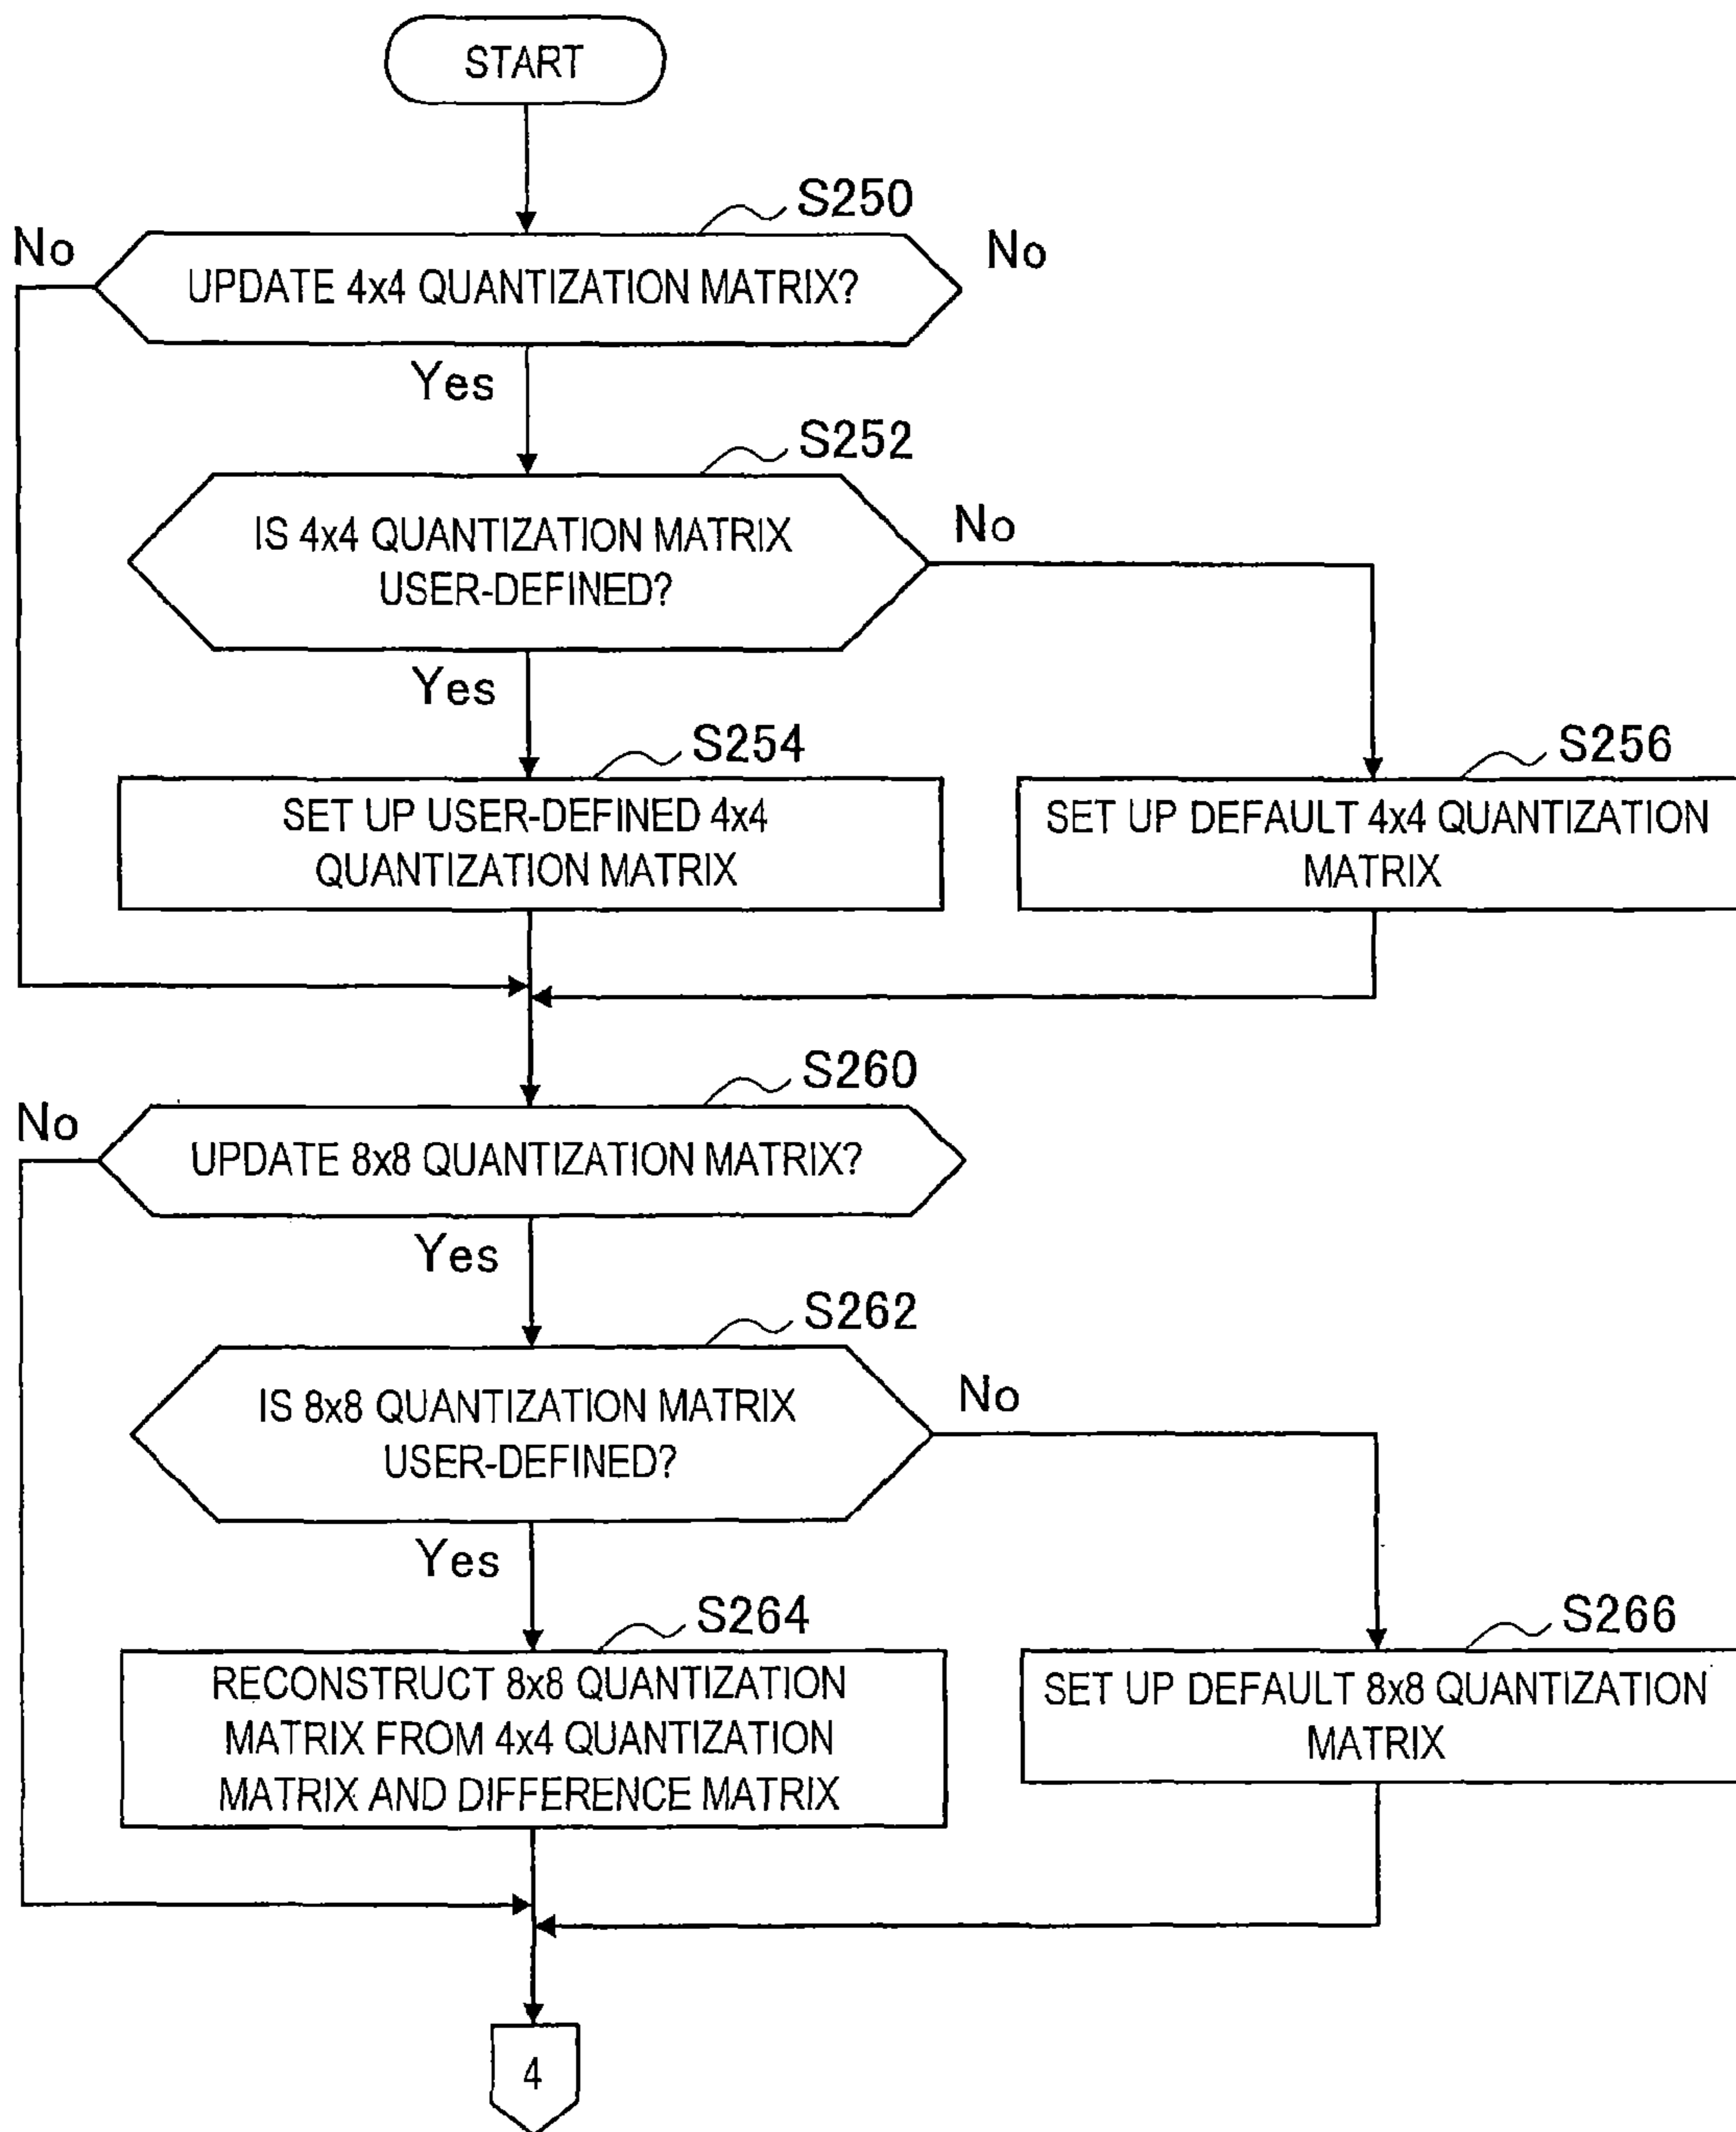 START
S250
No
No
UPDATE 4x4 QUANTIZATION MATRIX?
Yes
S252
IS 4x4 QUANTIZATION MATRIX
USER-DEFINED?
No
Yes
S254
S256
SET UP USER-DEFINED 4x4
QUANTIZATION MATRIX
SET UP DEFAULT 4x4 QUANTIZATION
MATRIX
S260
No
UPDATE 8x8 QUANTIZATION MATRIX?
Yes
S262
IS 8x8 QUANTIZATION MATRIX
USER-DEFINED?
No
Yes
S264
S266
RECONSTRUCT 8x8 QUANTIZATION
MATRIX FROM 4x4 QUANTIZATION
MATRIX AND DIFFERENCE MATRIX
SET UP DEFAULT 8x8 QUANTIZATION
MATRIX
4